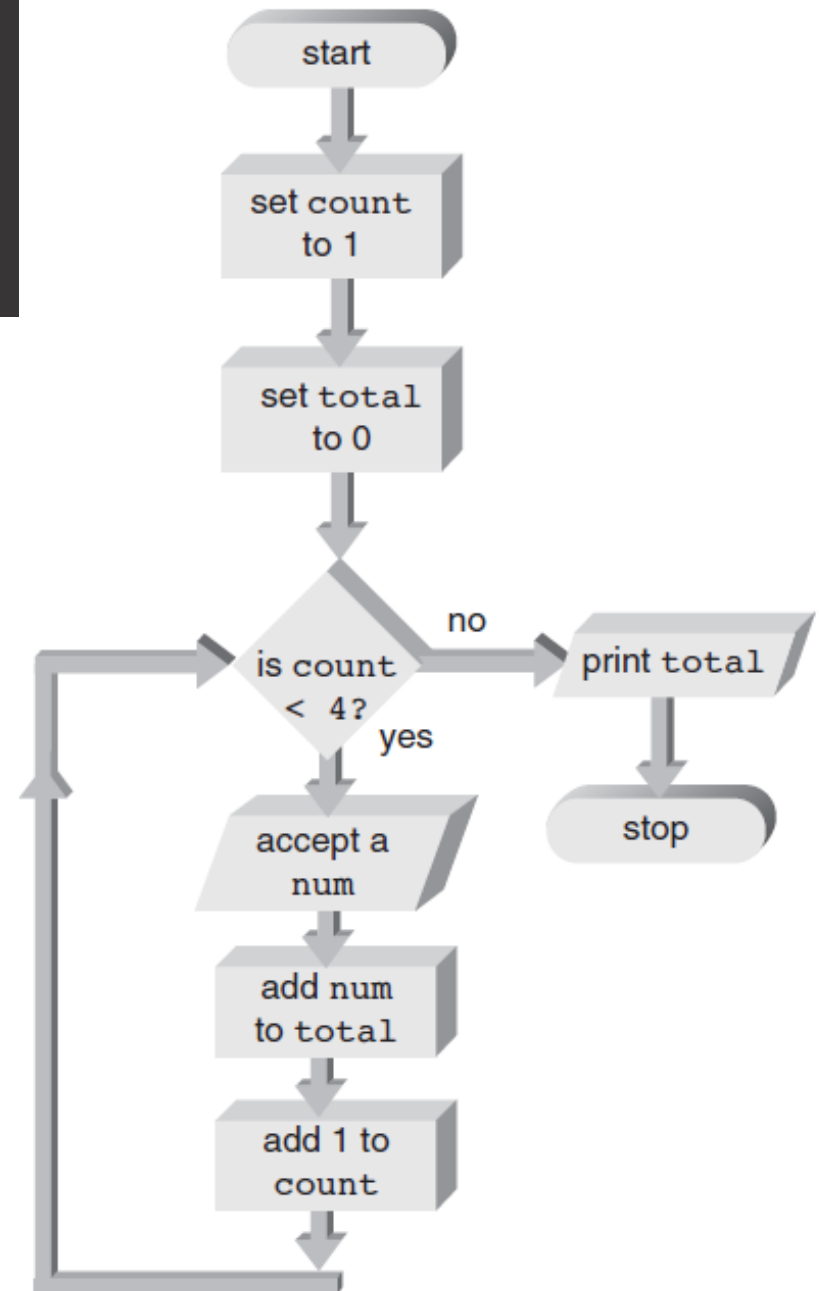 start
set count
to 1
set total
to 0
is count
< 4?
no
yes
print total
stop
accept a
num
add num
to total
add 1 to
count